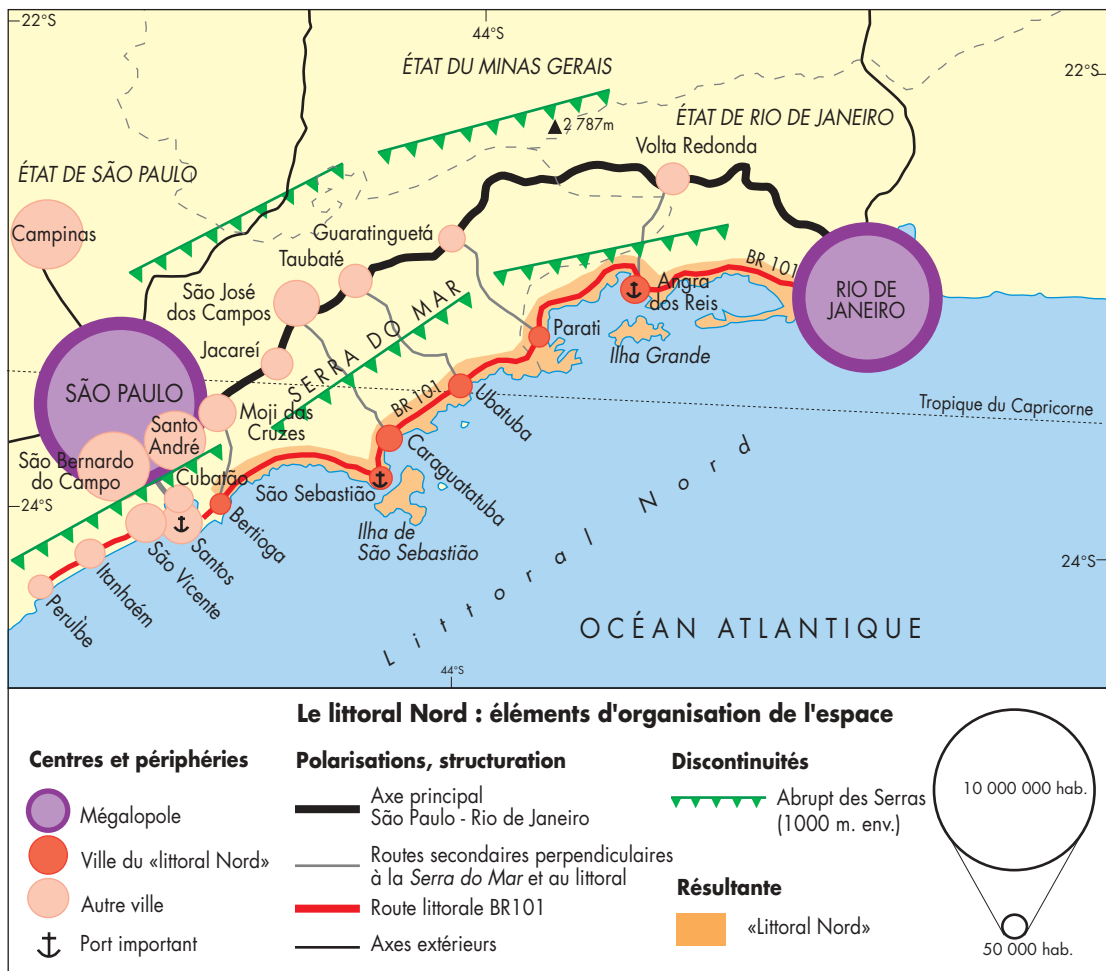 22°S
44°S
22°S
ÉTAT DU MINAS GERAIS
2 787m
ÉTAT DE RIO DE JANEIRO
Volta Redonda
ÉTAT DE SÃO PAULO
Campinas
Guaratinguetá
Taubaté
BR 101
São José
dos Campos
Angra
dos Reis
RIO DE
JANEIRO
SERRA DO MAR
Parati
Jacareí
Ilha Grande
SÃO PAULO
BR 101
Ubatuba
Tropique du Capricorne
Moji das
Cruzes
Santo
André
Caraguatatuba
São Bernardo
do Campo
Cubatão
São Sebastião
Littoral Nord
24°S
Bertioga
Ilha de
São Sebastião
Santos
São Vicente
24°S
Itanhaém
Peruìbe
OCÉAN ATLANTIQUE
44°S
Le littoral Nord : éléments d'organisation de l'espace
Centres et périphéries
Mégalopole
Ville du «littoral Nord»
Autre ville
Port important
Polarisations, structuration
Axe principal
São Paulo - Rio de Janeiro
Routes secondaires perpendiculaires
à la Serra do Mar et au littoral
Route littorale BR101
Axes extérieurs
Discontinuités
Abrupt des Serras
(1000 m. env.)
Résultante
«Littoral Nord»
10 000 000 hab.
50 000 hab.